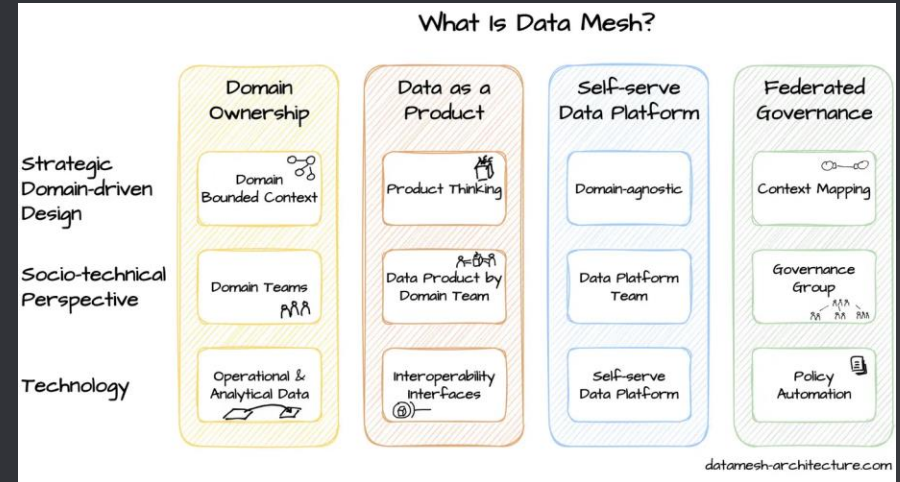 What Is Data Mesh?
Domain
Ownership
Data as a
Product
Self-serve
Data Platform
Federated
Governance
Strategic
Domain-driven
Design
Domain
Bounded Context
Product Thinking
Domain-agnostic
Context Mapping
Socio-technical
Perspective
Domain Teams
Data Product by
Domain Team
Data Platform
Team
Governance
Group
Technology
Operational &
Analytical Data
Interoperability
Interfaces
Self-serve
Data Platform
Policy
Automation
datamesh-architecture.com